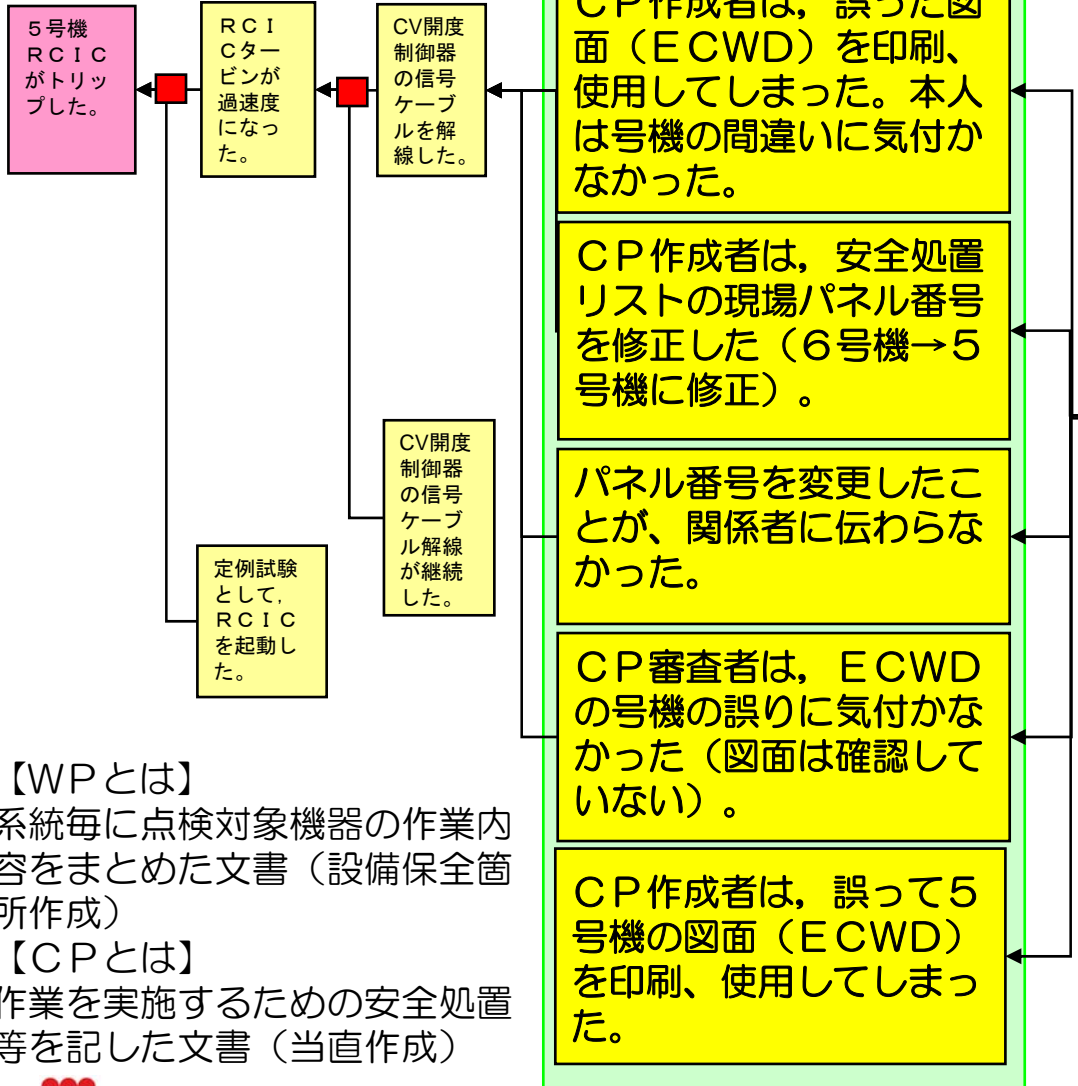 ５号機
ＲＣＩＣ
がトリッ
プした。
ＲＣＩ
Ｃター
ビンが
過速度
になっ
た。
CV開度
制御器
の信号
ケーブ
ルを解
線した。
CV開度
制御器
の信号
ケーブ
ル解線
が継続
した。
定例試験
として,
ＲＣＩＣ
を起動し
た。
ＣＰ作成者は，誤った図
面（ＥＣＷＤ）を印刷、
使用してしまった。本人
は号機の間違いに気付か
なかった。
ＣＰ作成者は，安全処置
リストの現場パネル番号
を修正した（６号機→５
号機に修正）。
パネル番号を変更したこ
とが、関係者に伝わらな
かった。
ＣＰ審査者は，ＥＣＷＤ
の号機の誤りに気付かな
かった（図面は確認して
いない）。
ＣＰ作成者は，誤って５
号機の図面（ＥＣＷＤ）
を印刷、使用してしまっ
た。
【ＷＰとは】
系統毎に点検対象機器の作業内
容をまとめた文書（設備保全箇
所作成）
【ＣＰとは】
作業を実施するための安全処置
等を記した文書（当直作成）